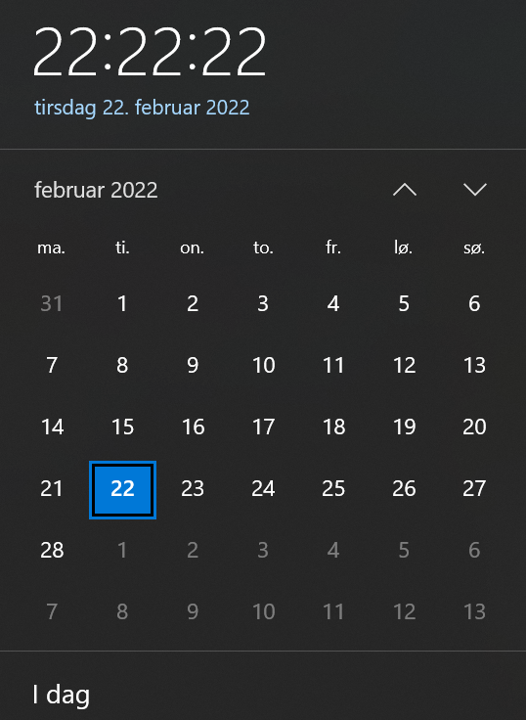 22:22:22
tirsdag 22. februar 2022
februar 2022
ma. ti. on. to. fr. lø. sø.
31 1 2 3 4 5 6
7 8 9 10 11 12 13
14 15 16 17 18 19 20
21 22 23 24 25 26 27
28 1 2 3 4 5 6
7 8 9 10 11 12 13
I dag